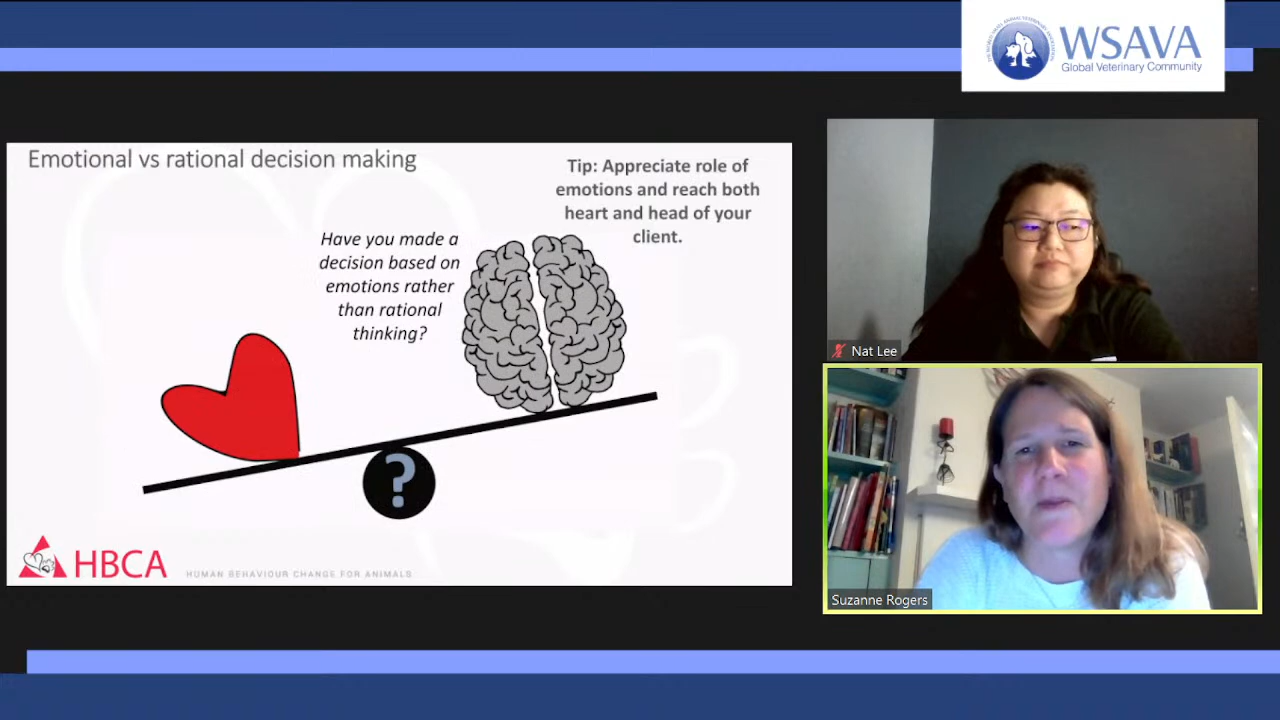 WSAVA
Global Veterinary Community
Emotional vs rational decision making
Tip: Appreciate role of
emotions and reach both
heart and head of your
client.
Have you made a
decision based on
emotions rather
than rational
thinking?
?
HBCA
HUMAN BEHAVIOUR CHANGE FOR ANIMALS
Nat Lee
Suzanne Rogers